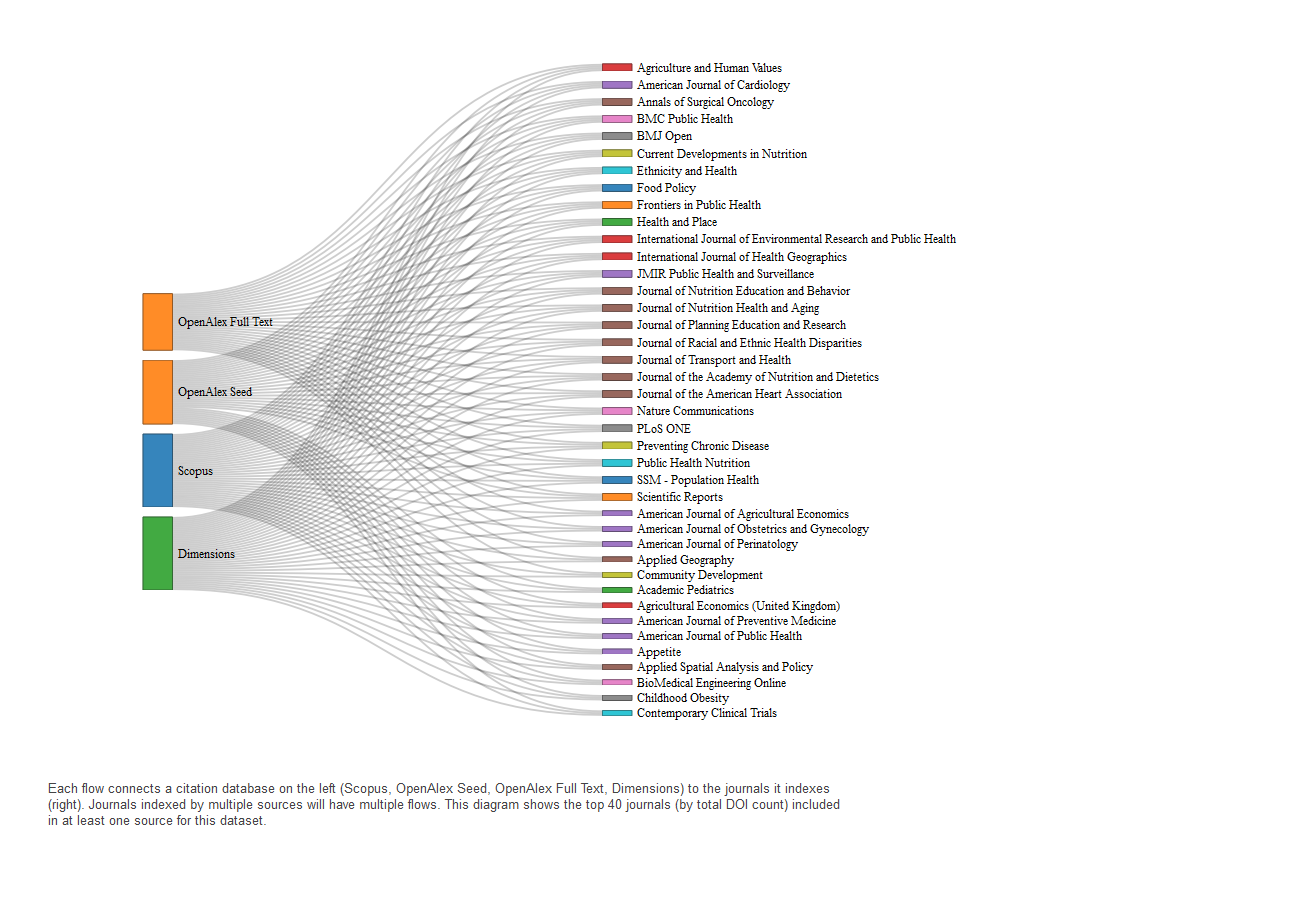 OpenAlex Full Text
OpenAlex Seed
Scopus
Dimensions
Agriculture and Human Values
American Journal of Cardiology
Annals of Surgical Oncology
BMC Public Health
BMJ Open
Current Developments in Nutrition
Ethnicity and Health
Food Policy
Frontiers in Public Health
Health and Place
International Journal of Environmental Research and Public Health
International Journal of Health Geographics
JMIR Public Health and Surveillance
Journal of Nutrition Education and Behavior
Journal of Nutrition Health and Aging
Journal of Planning Education and Research
Journal of Racial and Ethnic Health Disparities
Journal of Transport and Health
Journal of the Academy of Nutrition and Dietetics
Journal of the American Heart Association
Nature Communications
PLoS ONE
Preventing Chronic Disease
Public Health Nutrition
SSM - Population Health
Scientific Reports
American Journal of Agricultural Economics
American Journal of Obstetrics and Gynecology
American Journal of Perinatology
Applied Geography
Community Development
Academic Pediatrics
Agricultural Economics (United Kingdom)
American Journal of Preventive Medicine
American Journal of Public Health
Appetite
Applied Spatial Analysis and Policy
BioMedical Engineering Online
Childhood Obesity
Contemporary Clinical Trials
Each flow connects a citation database on the left (Scopus, OpenAlex Seed, OpenAlex Full Text, Dimensions) to the journals it indexes
(right). Journals indexed by multiple sources will have multiple flows. This diagram shows the top 40 journals (by total DOI count) included
in at least one source for this dataset.